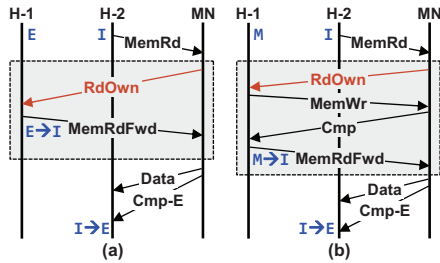 H-1 H-2 MN
E I
MemRd
RdOwn
E→I MemRdFwd
Data
Cmp-E
I→E
(a)
H-1 H-2 MN
M I
MemRd
RdOwn
MemWr
Cmp
M→I MemRdFwd
Data
Cmp-E
I→E
(b)